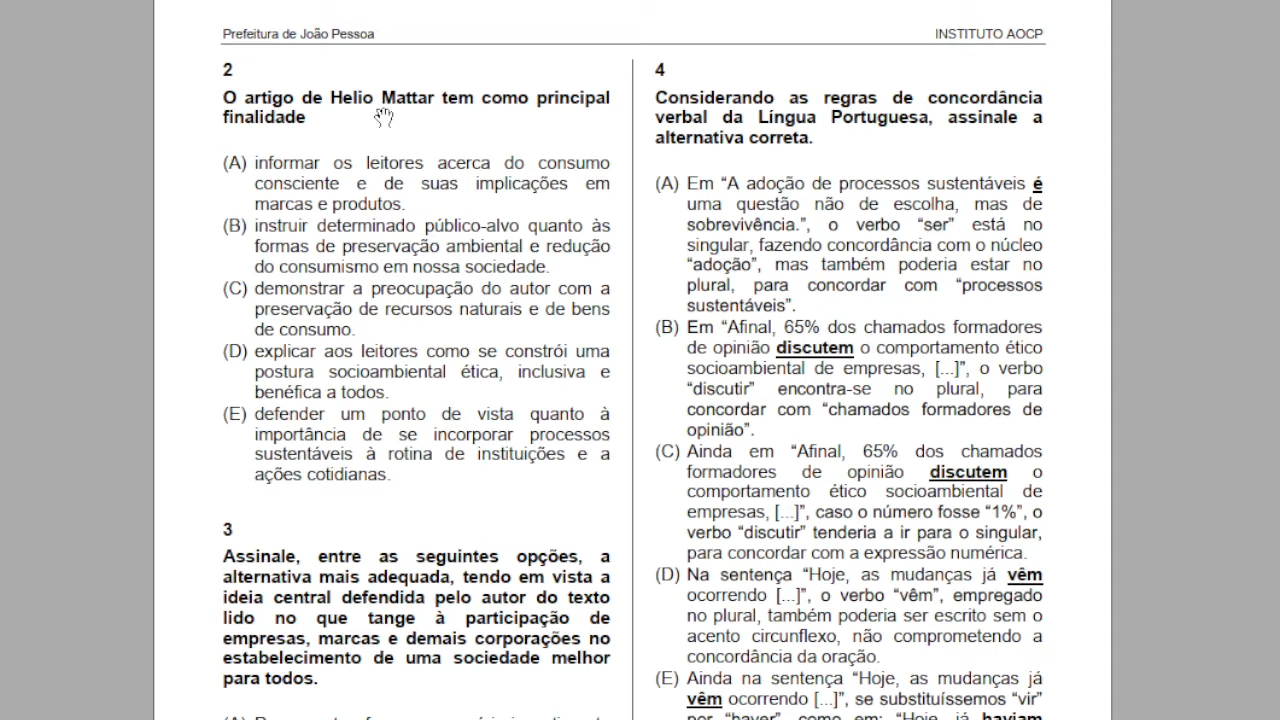 Prefeitura de João Pessoa
INSTITUTO AOCP
2
O artigo de Helio Mattar tem como principal
finalidade
(A) informar os leitores acerca do consumo
consciente e de suas implicações em
marcas e produtos.
(B) instruir determinado público-alvo quanto às
formas de preservação ambiental e redução
do consumismo em nossa sociedade.
(C) demonstrar a preocupação do autor com a
preservação de recursos naturais e de bens
de consumo.
(D) explicar aos leitores como se constrói uma
postura socioambiental ética, inclusiva e
benéfica a todos.
(E) defender um ponto de vista quanto à
importância de se incorporar processos
sustentáveis à rotina de instituições e a
ações cotidianas.
3
Assinale, entre as seguintes opções, a
alternativa mais adequada, tendo em vista a
ideia central defendida pelo autor do texto
lido no que tange à participação de
empresas, marcas e demais corporações no
estabelecimento de uma sociedade melhor
para todos.
4
Considerando as regras de concordância
verbal da Língua Portuguesa, assinale a
alternativa correta.
(A) Em “A adoção de processos sustentáveis é
uma questão não de escolha, mas de
sobrevivência.”, o verbo “ser” está no
singular, fazendo concordância com o núcleo
“adoção”, mas também poderia estar no
plural, para concordar com “processos
sustentáveis”.
(B) Em “Afinal, 65% dos chamados formadores
de opinião discutem o comportamento ético
socioambiental de empresas, [...]”, o verbo
“discutir” encontra-se no plural, para
concordar com “chamados formadores de
opinião”.
(C) Ainda em “Afinal, 65% dos chamados
formadores de opinião discutem o
comportamento ético socioambiental de
empresas, [...]”, caso o número fosse “1%”, o
verbo “discutir” tenderia a ir para o singular,
para concordar com a expressão numérica.
(D) Na sentença “Hoje, as mudanças já vêm
ocorrendo [...]”, o verbo “vêm”, empregado
no plural, também poderia ser escrito sem o
acento circunflexo, não comprometendo a
concordância da oração.
(E) Ainda na sentença “Hoje, as mudanças já
vêm ocorrendo [...]”, se substituíssemos “vir”
por “haver”, como em: “Hoje, já haviam